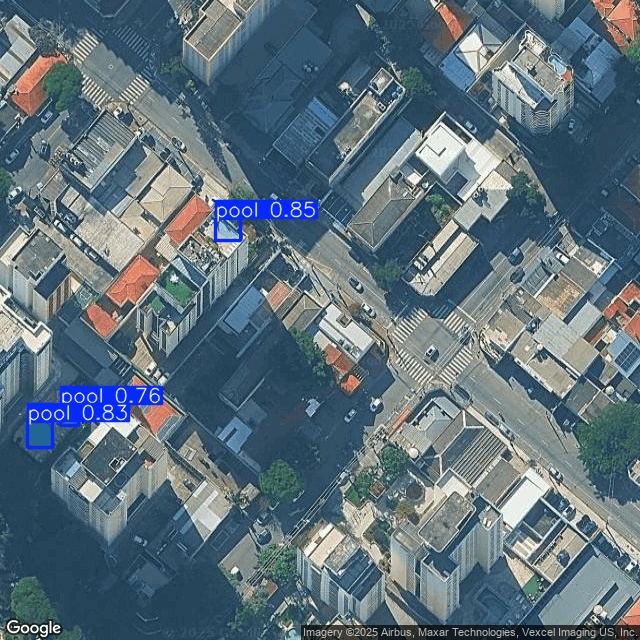 pool 0.85
pool 0.76
pool 0.83
Google
Imagery ©2025 Airbus, Maxar Technologies, Vexcel Imaging US, Inc.